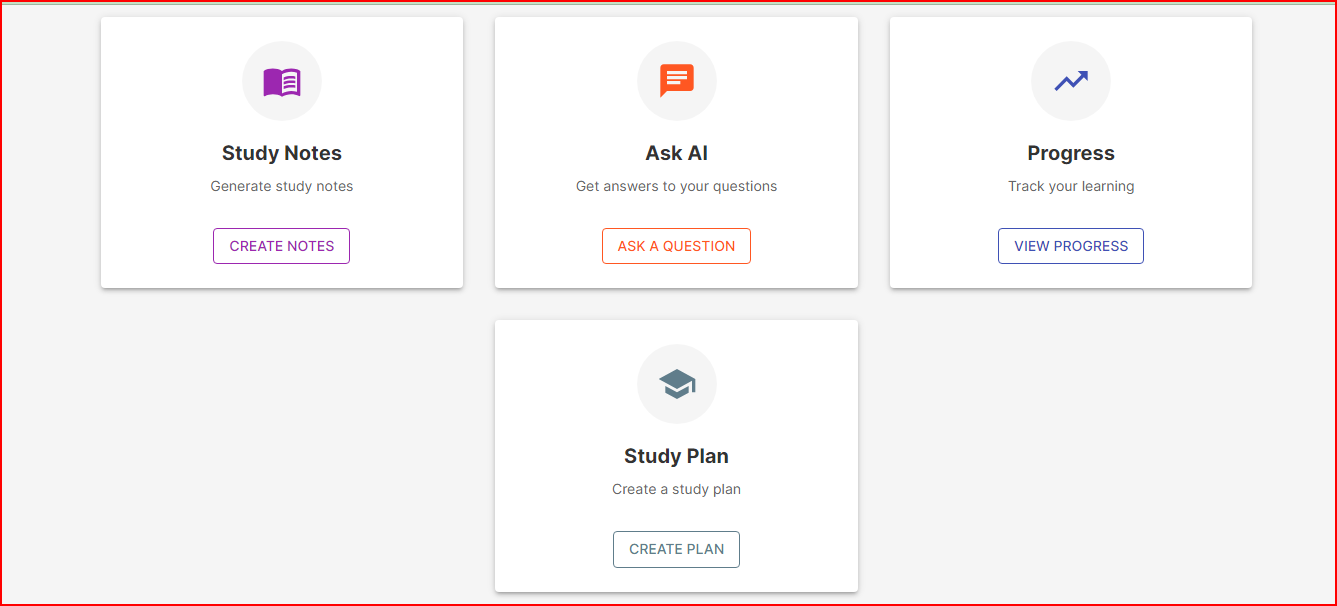 Study Notes
Generate study notes
CREATE NOTES
Ask AI
Get answers to your questions
ASK A QUESTION
Progress
Track your learning
VIEW PROGRESS
Study Plan
Create a study plan
CREATE PLAN